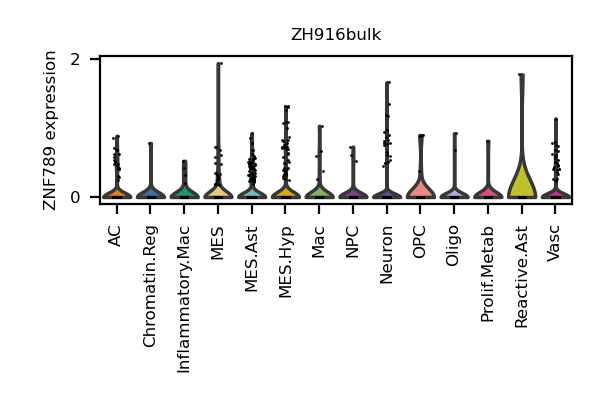 ZH916bulk
ZNF789 expression
2
0
AC
Chromatin.Reg
Inflammatory.Mac
MES
MES.Ast
MES.Hyp
Mac
NPC
Neuron
OPC
Oligo
Prolif.Metab
Reactive.Ast
Vasc